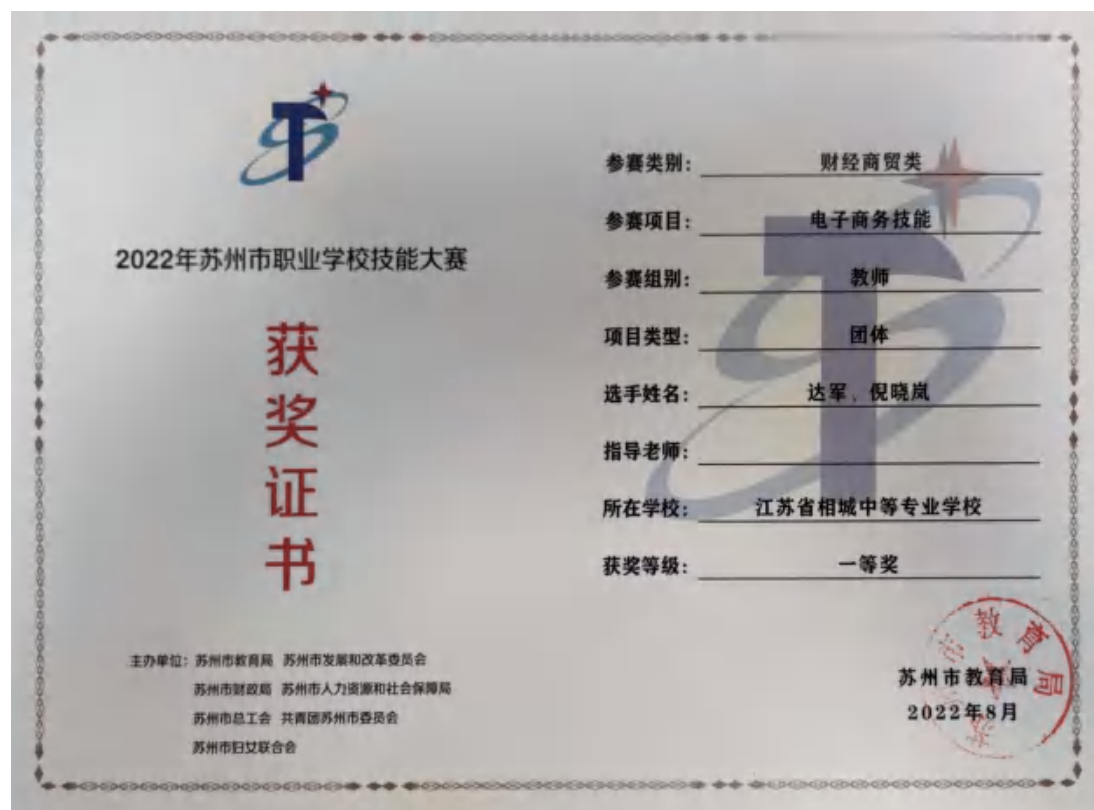 2022年苏州市职业学校技能大赛
获奖证书
主办单位：苏州市教育局 苏州市发展和改革委员会
苏州市财政局 苏州市人力资源和社会保障局
苏州市总工会 共青团苏州市委员会
苏州市妇女联合会
参赛类别：财经商贸类
参赛项目：电子商务技能
参赛组别：教师
项目类型：团体
选手姓名：达军，倪晓岚
指导老师：
所在学校：江苏省相城中等专业学校
获奖等级：一等奖
苏州市教育局
2022年8月